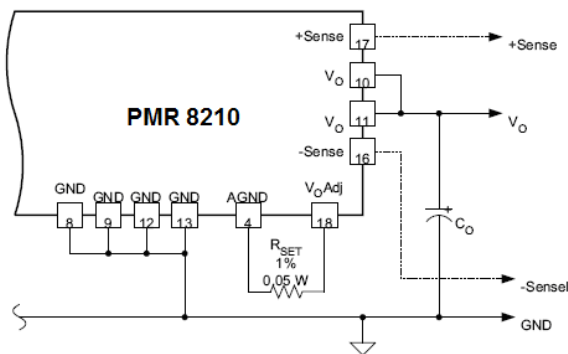 +Sense
17
+Sense
VO
10
PMR 8210
VO
11
VO
-Sense
16
GND
GND
GND
GND
AGND
VOAdj
8
9
12
13
4
18
RSET
1%
0,05 W
CO
-Sensel
GND